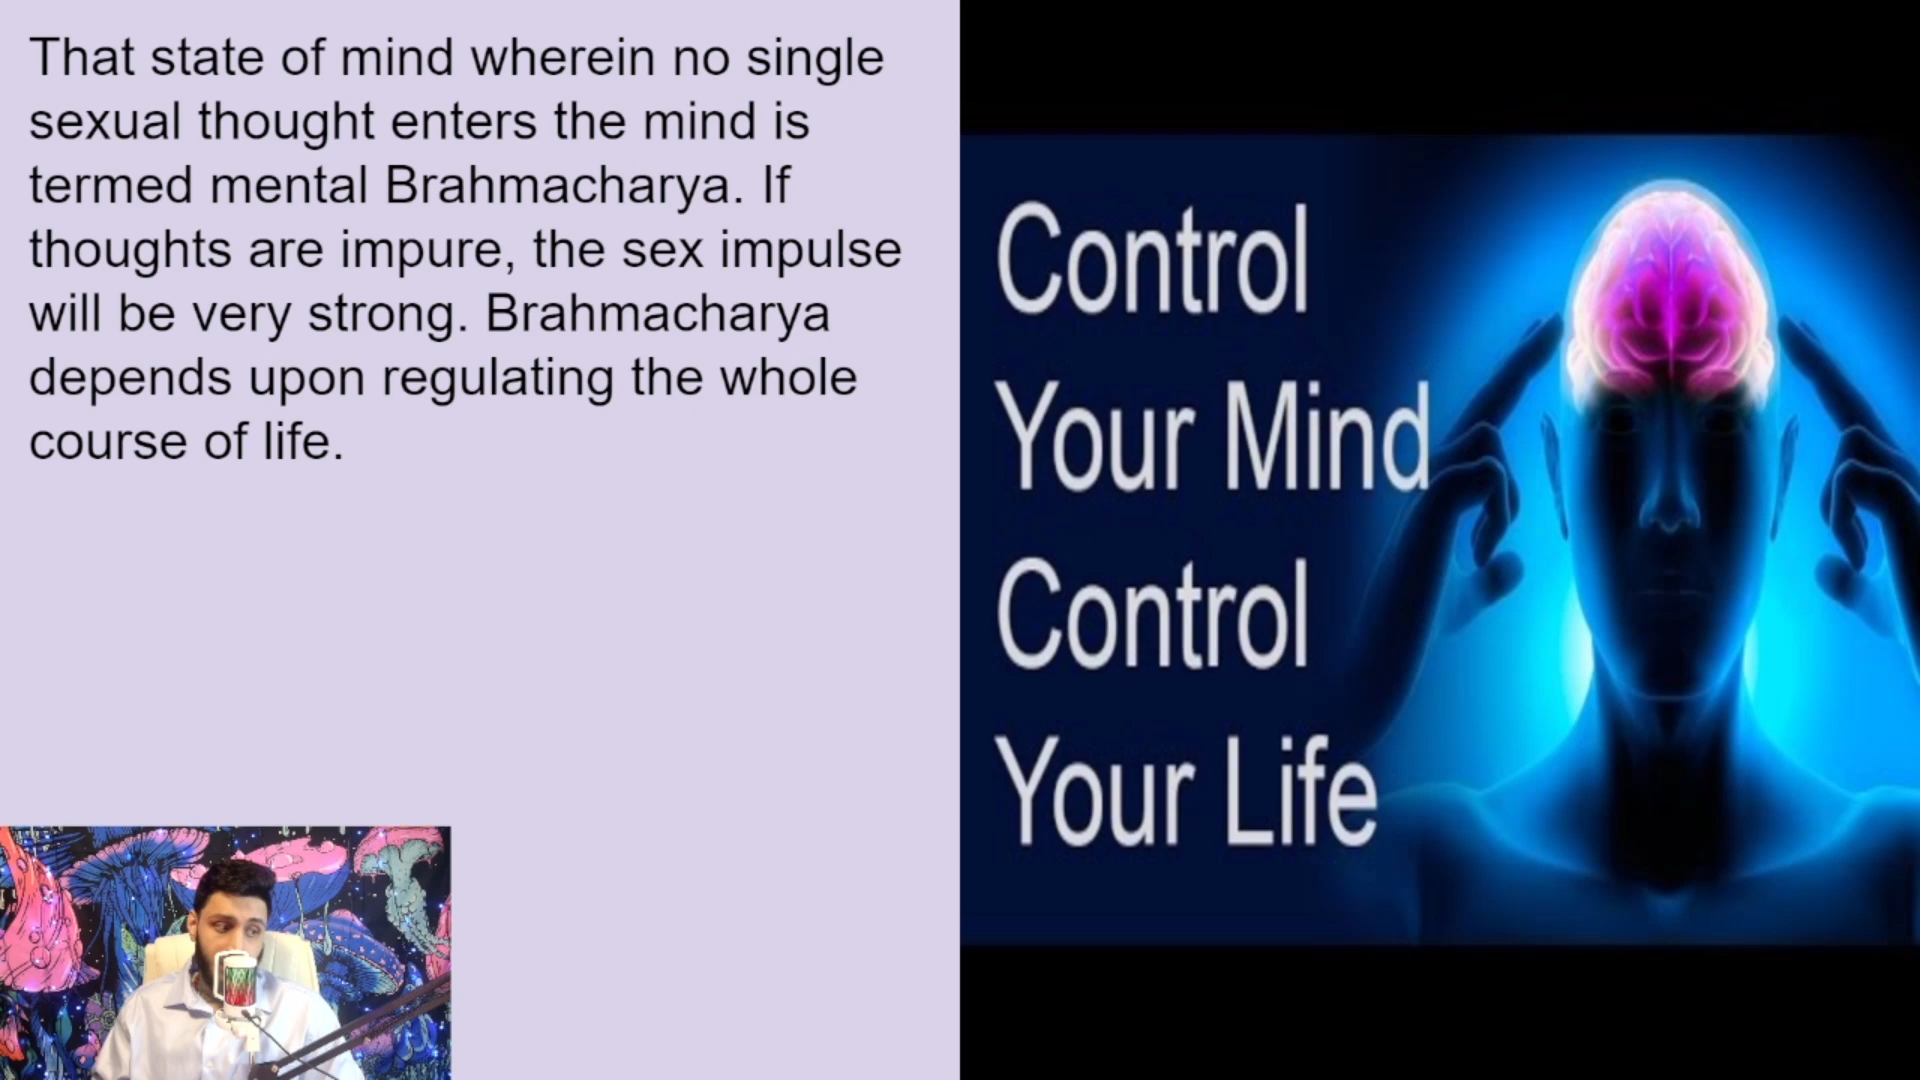 That state of mind wherein no single
sexual thought enters the mind is
termed mental Brahmacharya. If
thoughts are impure, the sex impulse
will be very strong. Brahmacharya
depends upon regulating the whole
course of life.
Control
Your Mind
Control
Your Life